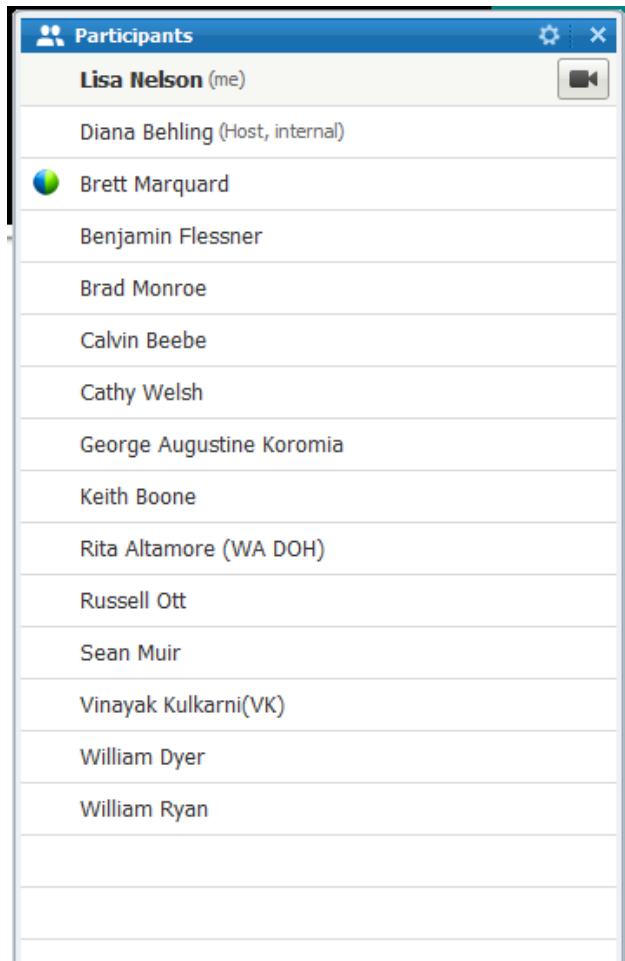 Participants
Lisa Nelson (me)
Diana Behling (Host, internal)
Brett Marquard
Benjamin Flessner
Brad Monroe
Calvin Beebe
Cathy Welsh
George Augustine Koromia
Keith Boone
Rita Altamore (WA DOH)
Russell Ott
Sean Muir
Vinayak Kulkarni(VK)
William Dyer
William Ryan